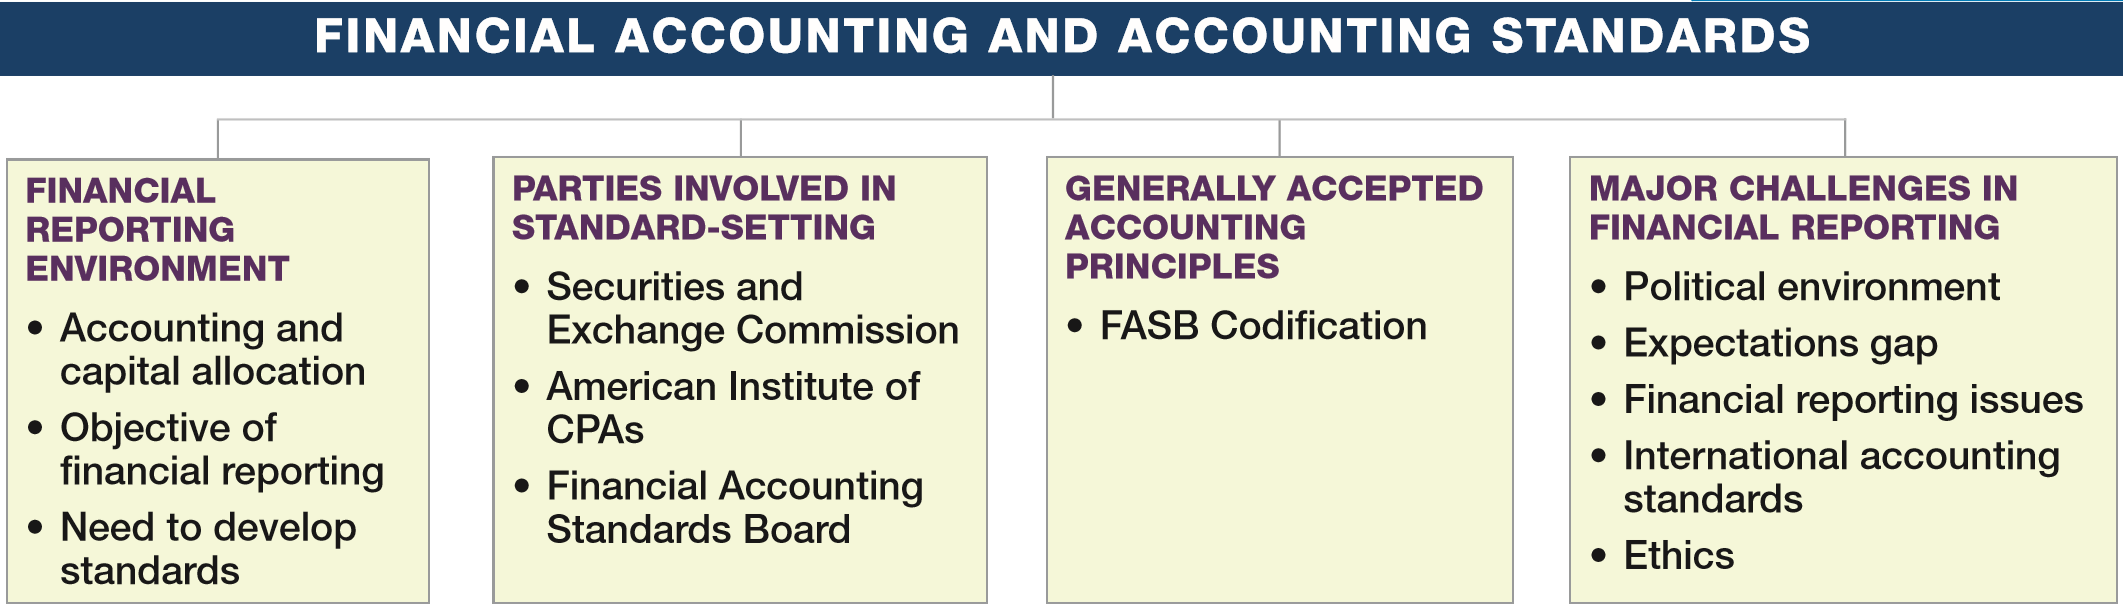 FINANCIAL ACCOUNTING AND ACCOUNTING STANDARDS
FINANCIAL
REPORTING
ENVIRONMENT
• Accounting and
capital allocation
• Objective of
financial reporting
• Need to develop
standards
PARTIES INVOLVED IN
STANDARD-SETTING
• Securities and
Exchange Commission
• American Institute of
CPAs
• Financial Accounting
Standards Board
GENERALLY ACCEPTED
ACCOUNTING
PRINCIPLES
• FASB Codification
MAJOR CHALLENGES IN
FINANCIAL REPORTING
• Political environment
• Expectations gap
• Financial reporting issues
• International accounting
standards
• Ethics